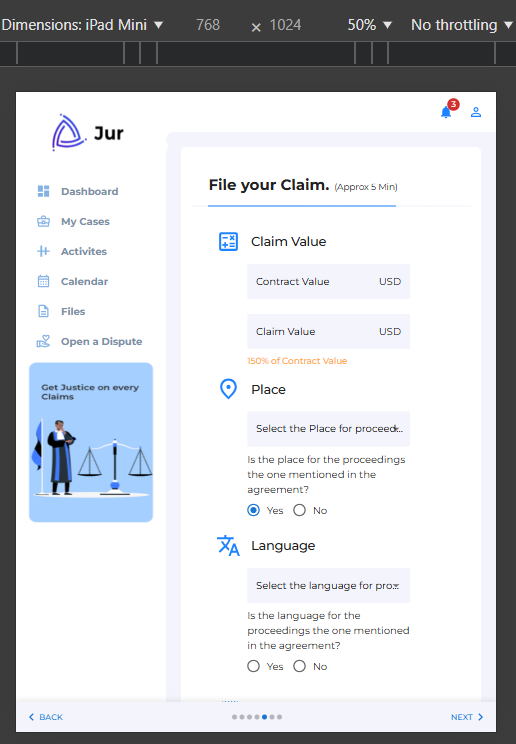 Dimensions: iPad Mini ▼ 768 × 1024 50% ▼ No throttling ▼
3
Jur
Dashboard
My Cases
Activites
Calendar
Files
Open a Dispute
Get Justice on every
Claims
File your Claim. (Approx 5 Min)
Claim Value
Contract Value USD
Claim Value USD
150% of Contract Value
Place
Select the Place for proceed...
Is the place for the proceedings
the one mentioned in the
agreement?
Yes No
Language
Select the language for pro...
Is the language for the
proceedings the one mentioned
in the agreement?
Yes No
BACK NEXT